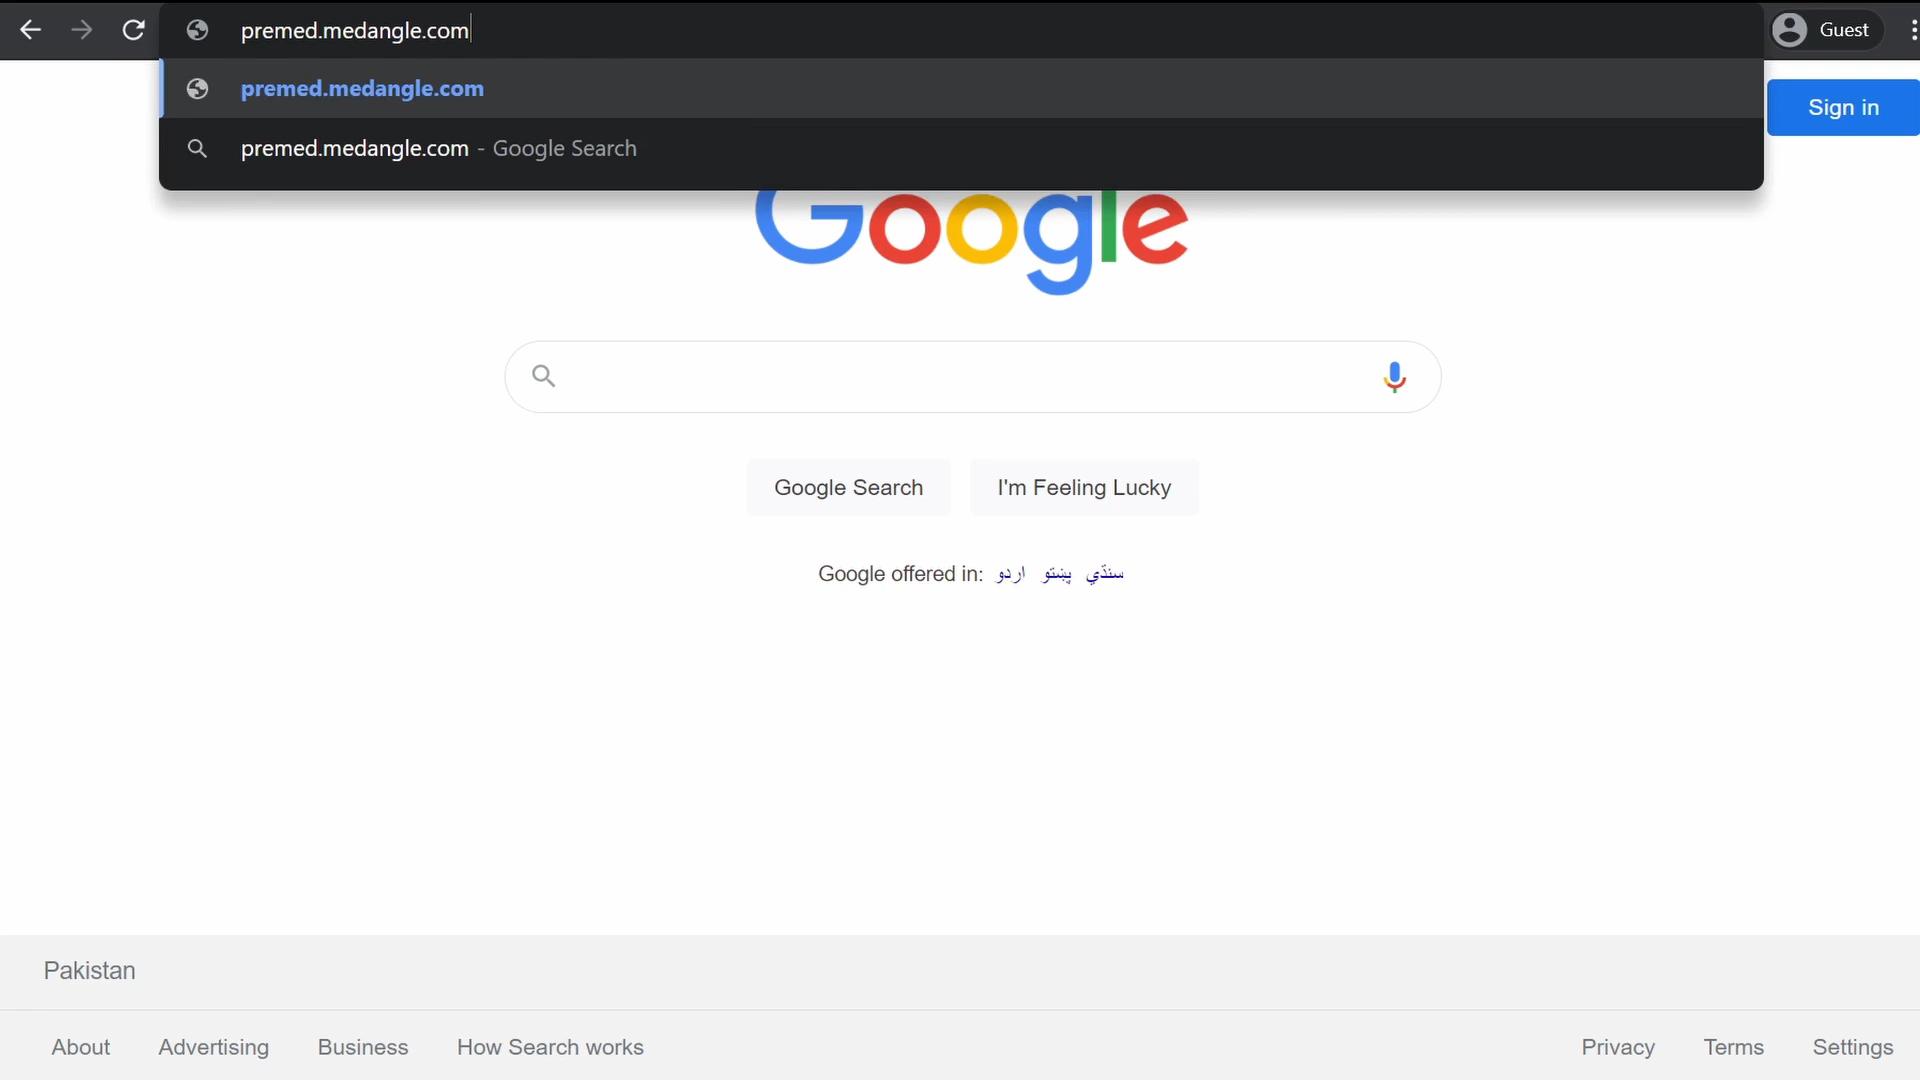 premed.medangle.com
Guest
premed.medangle.com
premed.medangle.com - Google Search
Sign in
Google
Google Search
I'm Feeling Lucky
Google offered in: اردو پښتو سنڌي
Pakistan
About Advertising Business How Search works
Privacy Terms Settings